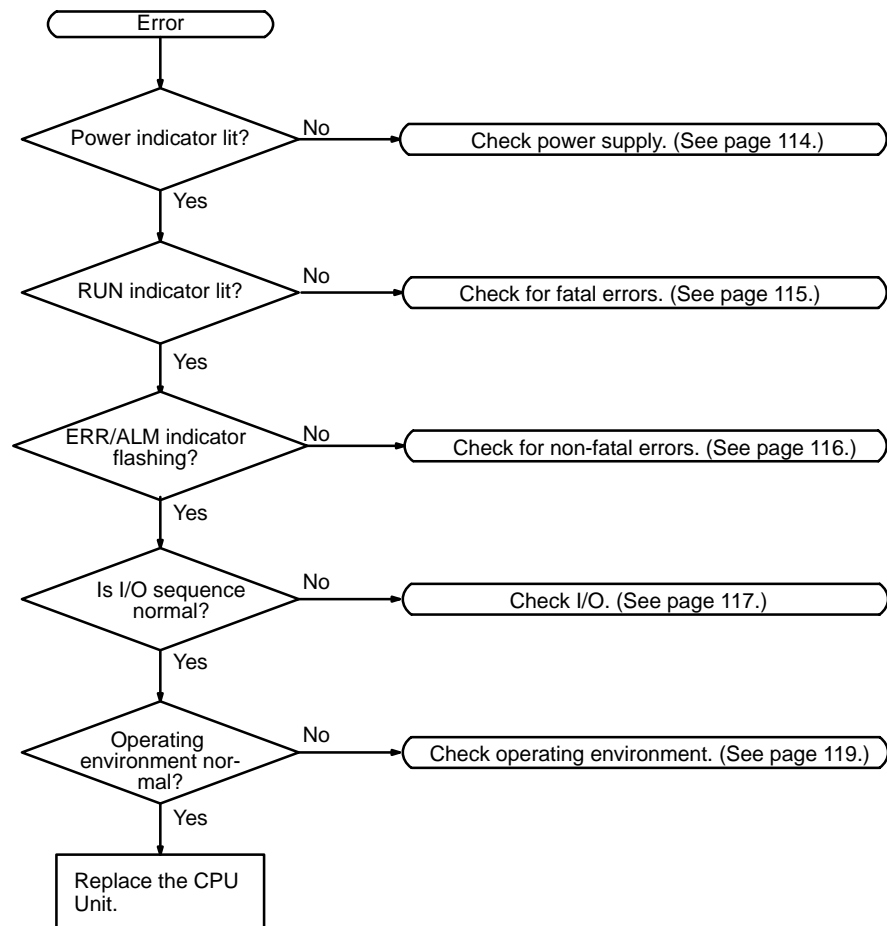 Error
Power indicator lit?
No
Check power supply. (See page 114.)
Yes
RUN indicator lit?
No
Check for fatal errors. (See page 115.)
Yes
ERR/ALM indicator
flashing?
No
Check for non-fatal errors. (See page 116.)
Yes
Is I/O sequence
normal?
No
Check I/O. (See page 117.)
Yes
Operating
environment nor-
mal?
No
Check operating environment. (See page 119.)
Yes
Replace the CPU
Unit.